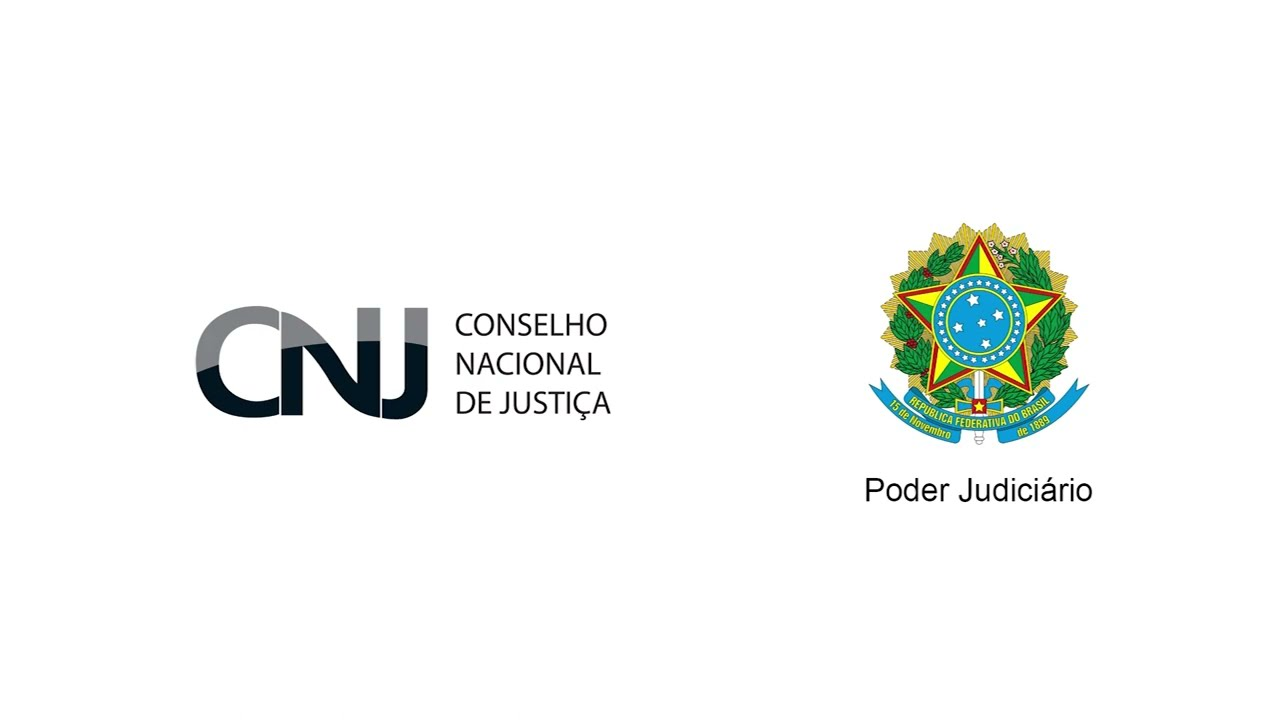 CNJ
CONSELHO
NACIONAL
DE JUSTIÇA
REPÚBLICA FEDERATIVA DO BRASIL
15 de Novembro
de 1889
Poder Judiciário